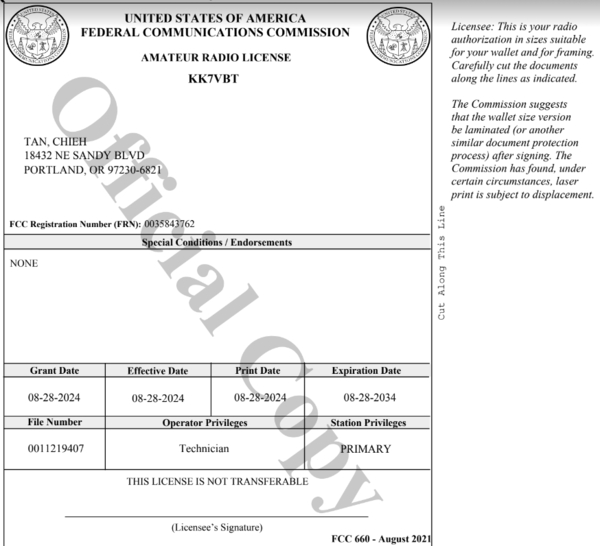 UNITED STATES OF AMERICA
FEDERAL COMMUNICATIONS COMMISSION
AMATEUR RADIO LICENSE
KK7VBT
TAN, CHIEH
18432 NE SANDY BLVD
PORTLAND, OR 97230-6821
FCC Registration Number (FRN): 0035843762
Special Conditions / Endorsements
NONE
Grant Date Effective Date Print Date Expiration Date
08-28-2024 08-28-2024 08-28-2024 08-28-2034
File Number Operator Privileges Station Privileges
0011219407 Technician PRIMARY
THIS LICENSE IS NOT TRANSFERABLE
(Licensee's Signature)
FCC 660 - August 2021
Official Copy
Cut Along This Line
Licensee: This is your radio
authorization in sizes suitable
for your wallet and for framing.
Carefully cut the documents
along the lines as indicated.
The Commission suggests
that the wallet size version
be laminated (or another
similar document protection
process) after signing. The
Commission has found, under
certain circumstances, laser
print is subject to displacement.